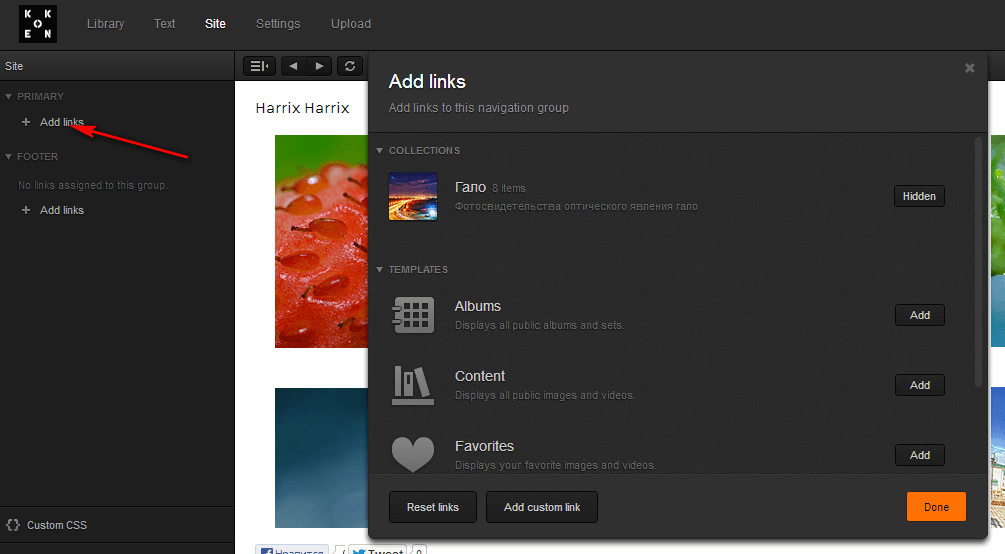 KOKEN
Library Text Site Settings Upload
Site
PRIMARY
+ Add links
FOOTER
No links assigned to this group.
+ Add links
{} Custom CSS
Harrix Harrix
Add links
Add links to this navigation group
COLLECTIONS
Гало 8 items
Фотосвидетельства оптического явления гало
Hidden
TEMPLATES
Albums
Displays all public albums and sets.
Add
Content
Displays all public images and videos.
Add
Favorites
Displays your favorite images and videos.
Add
Reset links Add custom link Done
Нравится Tweet 0